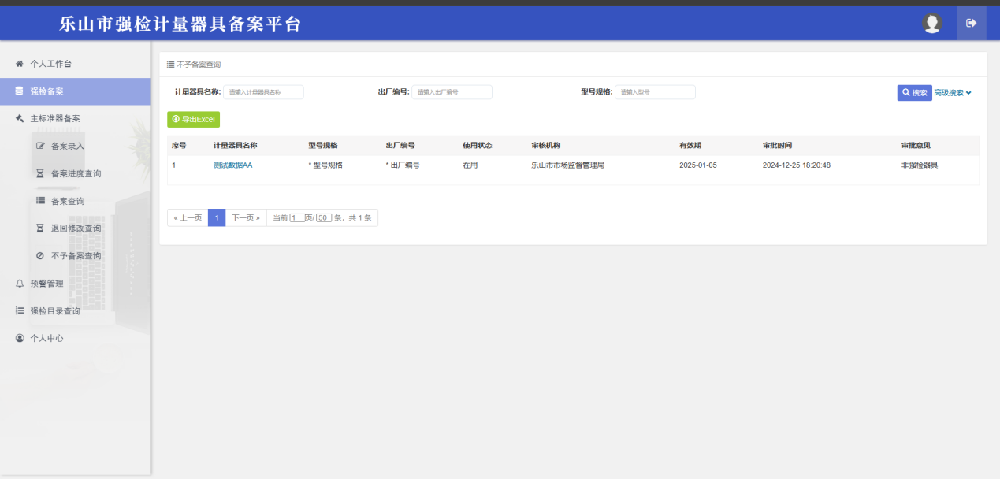 乐山市强检计量器具备案平台
个人工作台
强检备案
主标准器备案
备案录入
备案进度查询
备案查询
退回修改查询
不予备案查询
预警管理
强检目录查询
个人中心
不予备案查询
计量器具名称: 请输入计量器具名称 出厂编号: 请输入出厂编号 型号规格: 请输入型号 搜索 高级搜索
导出Excel
序号 计量器具名称 型号规格 出厂编号 使用状态 审核机构 有效期 审批时间 审批意见
1 测试数据AA * 型号规格 * 出厂编号 在用 乐山市市场监督管理局 2025-01-05 2024-12-25 18:20:48 非强检器具
« 上一页 1 下一页 » 当前 1 页/ 50 条，共 1 条